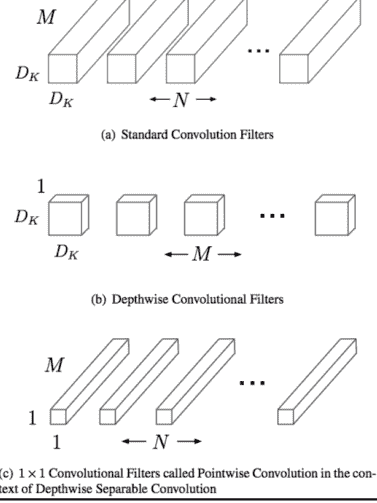 M
D_K
D_K
← N →
...
(a) Standard Convolution Filters
1
D_K
D_K
← M →
...
(b) Depthwise Convolutional Filters
M
1
1
← N →
...
(c) 1 × 1 Convolutional Filters called Pointwise Convolution in the con-
text of Depthwise Separable Convolution